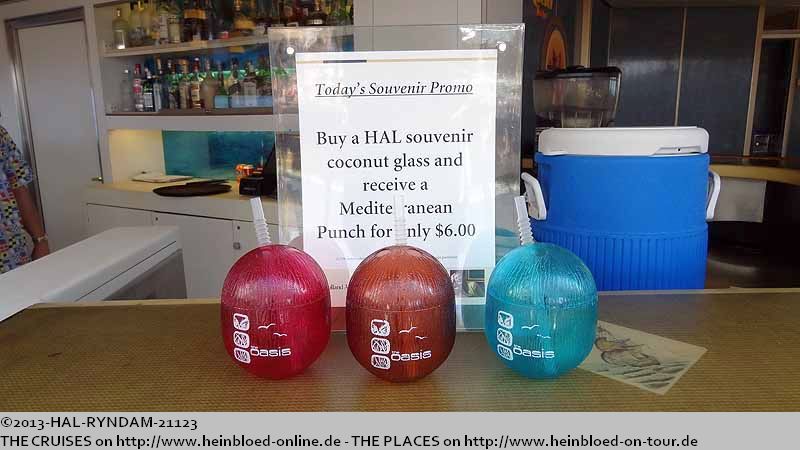 Today's Souvenir Promo
Buy a HAL souvenir
coconut glass and
receive a
Mediterranean
Punch for only $6.00
oasis
oasis
oasis
©2013-HAL-RYNDAM-21123
THE CRUISES on http://www.heinbloed-online.de - THE PLACES on http://www.heinbloed-on-tour.de